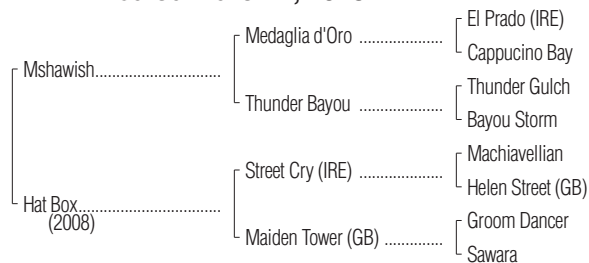 El Prado (IRE)
Medaglia d'Oro ....................
Cappucino Bay
Mshawish..............................
Thunder Gulch
Thunder Bayou ....................
Bayou Storm
Machiavellian
Street Cry (IRE) ....................
Helen Street (GB)
Hat Box..................................
(2008)
Groom Dancer
Maiden Tower (GB) ..............
Sawara